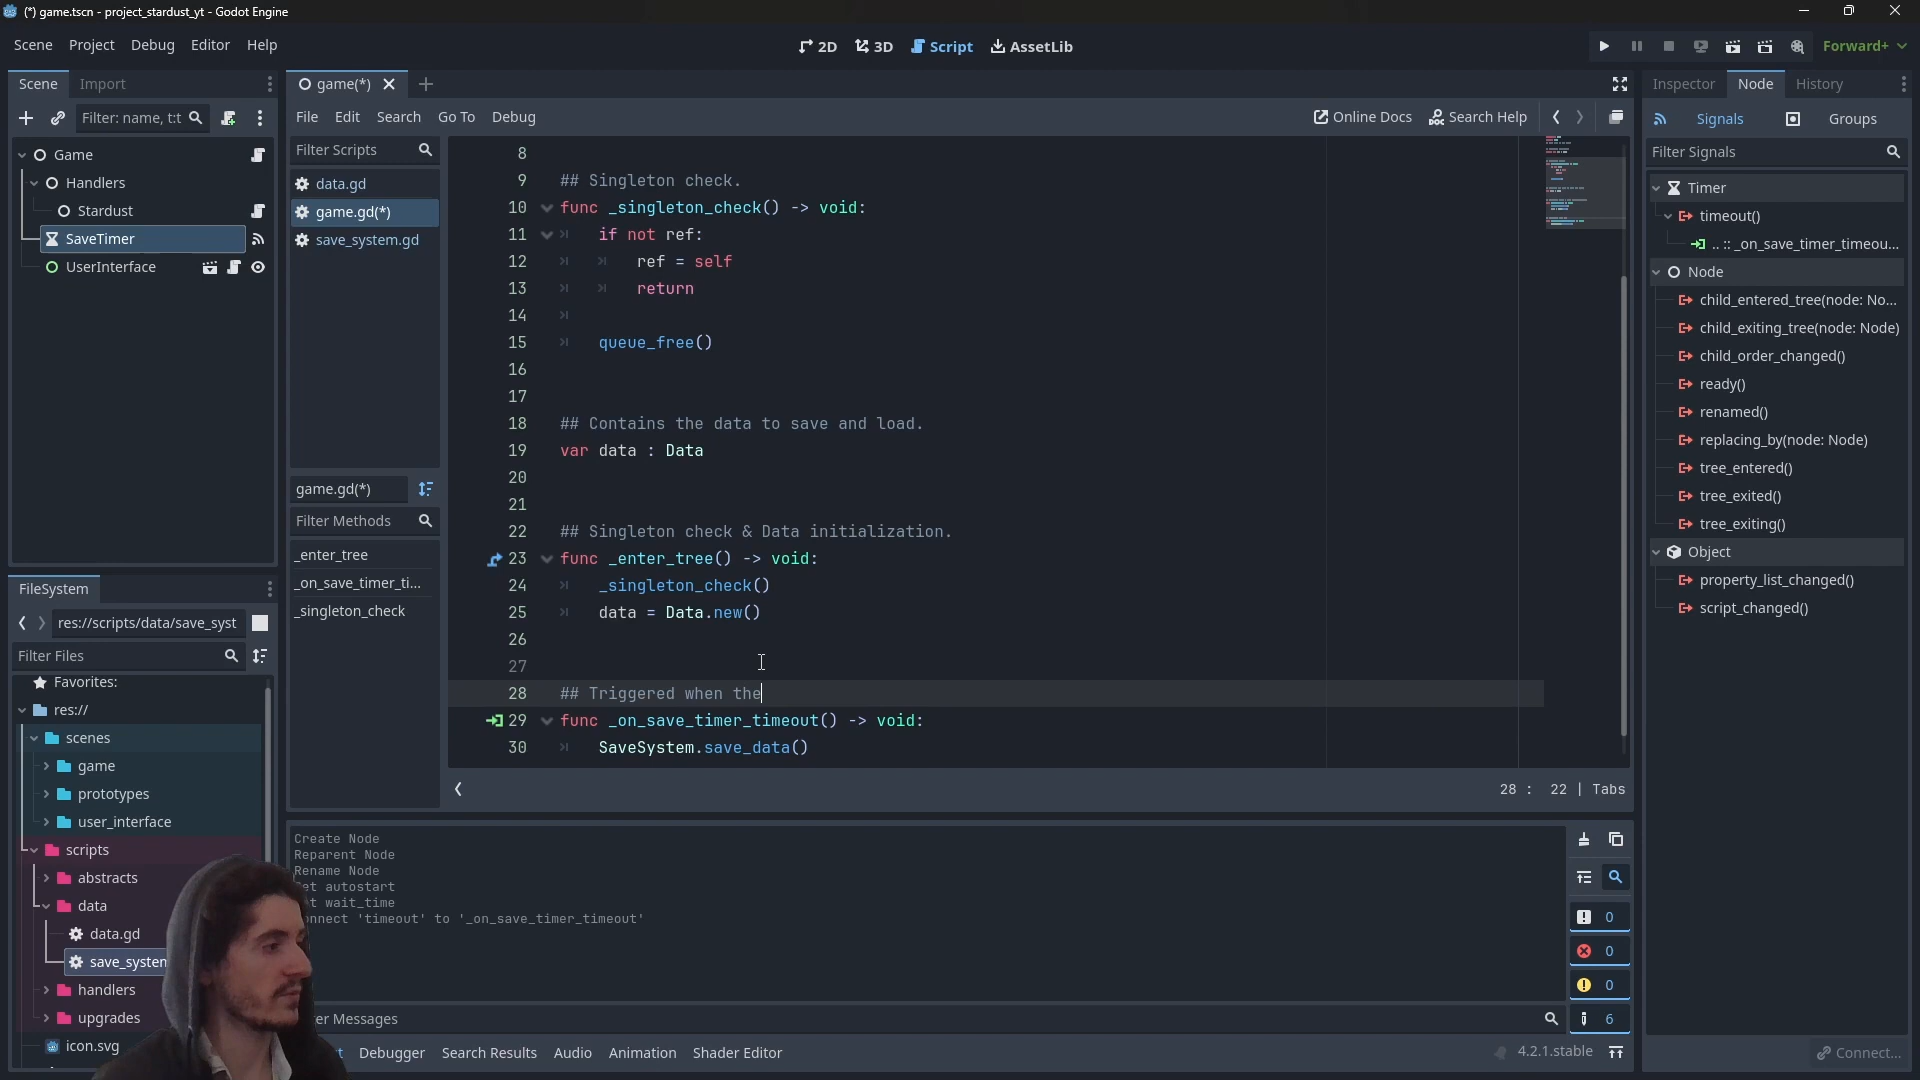 (*) game.tscn - project_stardust_yt - Godot Engine
Scene Project Debug Editor Help
2D 3D Script AssetLib
Forward+
Scene Import
Filter: name, t:t
Game
Handlers
Stardust
SaveTimer
UserInterface
FileSystem
res://scripts/data/save_syst
Filter Files
Favorites:
res://
scenes
game
prototypes
user_interface
scripts
abstracts
data
data.gd
save_system
handlers
upgrades
icon.svg
game(*)
File Edit Search Go To Debug
Online Docs Search Help
Filter Scripts
data.gd
game.gd(*)
save_system.gd
game.gd(*)
Filter Methods
_enter_tree
_on_save_timer_ti...
_singleton_check
8
9 ## Singleton check.
10 func _singleton_check() -> void:
11 if not ref:
12 ref = self
13 return
14
15 queue_free()
16
17
18 ## Contains the data to save and load.
19 var data : Data
20
21
22 ## Singleton check & Data initialization.
23 func _enter_tree() -> void:
24 _singleton_check()
25 data = Data.new()
26
27
28 ## Triggered when the
29 func _on_save_timer_timeout() -> void:
30 SaveSystem.save_data()
28 : 22 | Tabs
Create Node
Reparent Node
Rename Node
et autostart
t wait_time
onnect 'timeout' to '_on_save_timer_timeout'
0
0
0
6
er Messages
t Debugger Search Results Audio Animation Shader Editor
4.2.1.stable
Inspector Node History
Signals Groups
Filter Signals
Timer
timeout()
.. :: _on_save_timer_timeou...
Node
child_entered_tree(node: No...
child_exiting_tree(node: Node)
child_order_changed()
ready()
renamed()
replacing_by(node: Node)
tree_entered()
tree_exited()
tree_exiting()
Object
property_list_changed()
script_changed()
Connect...